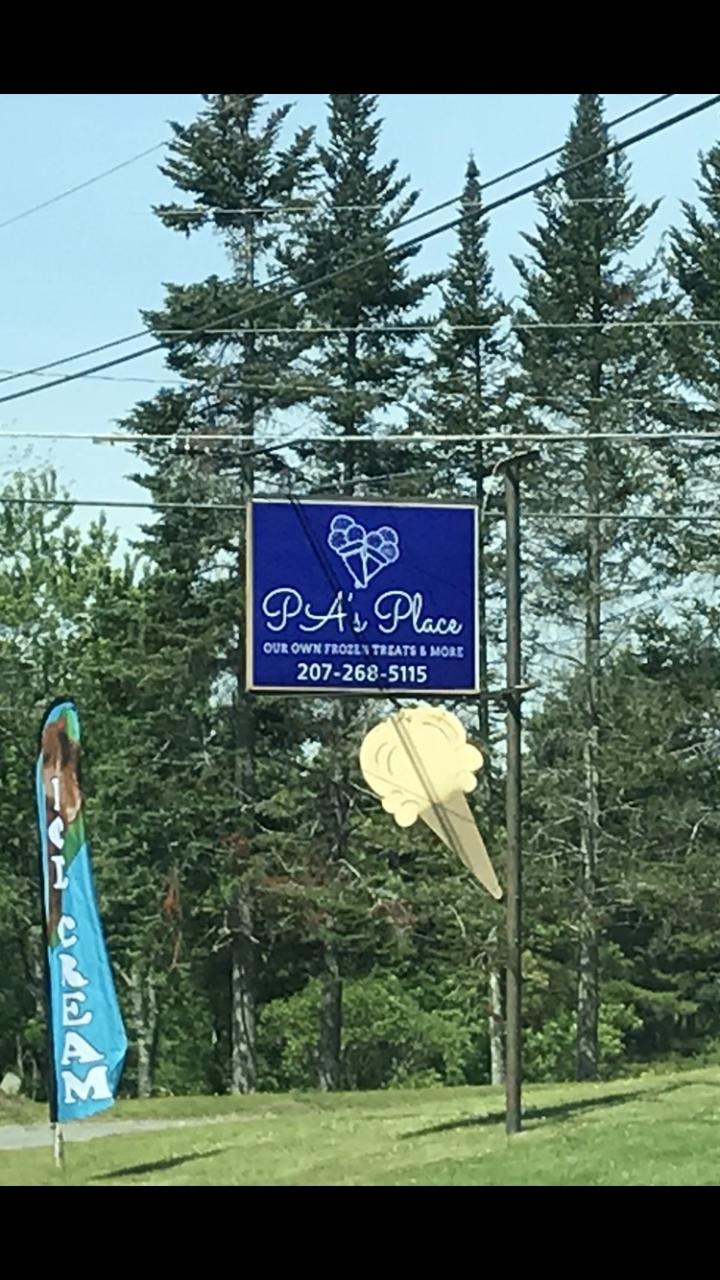 PA's Place
OUR OWN FROZEN TREATS & MORE
207-268-5115
ICE CREAM